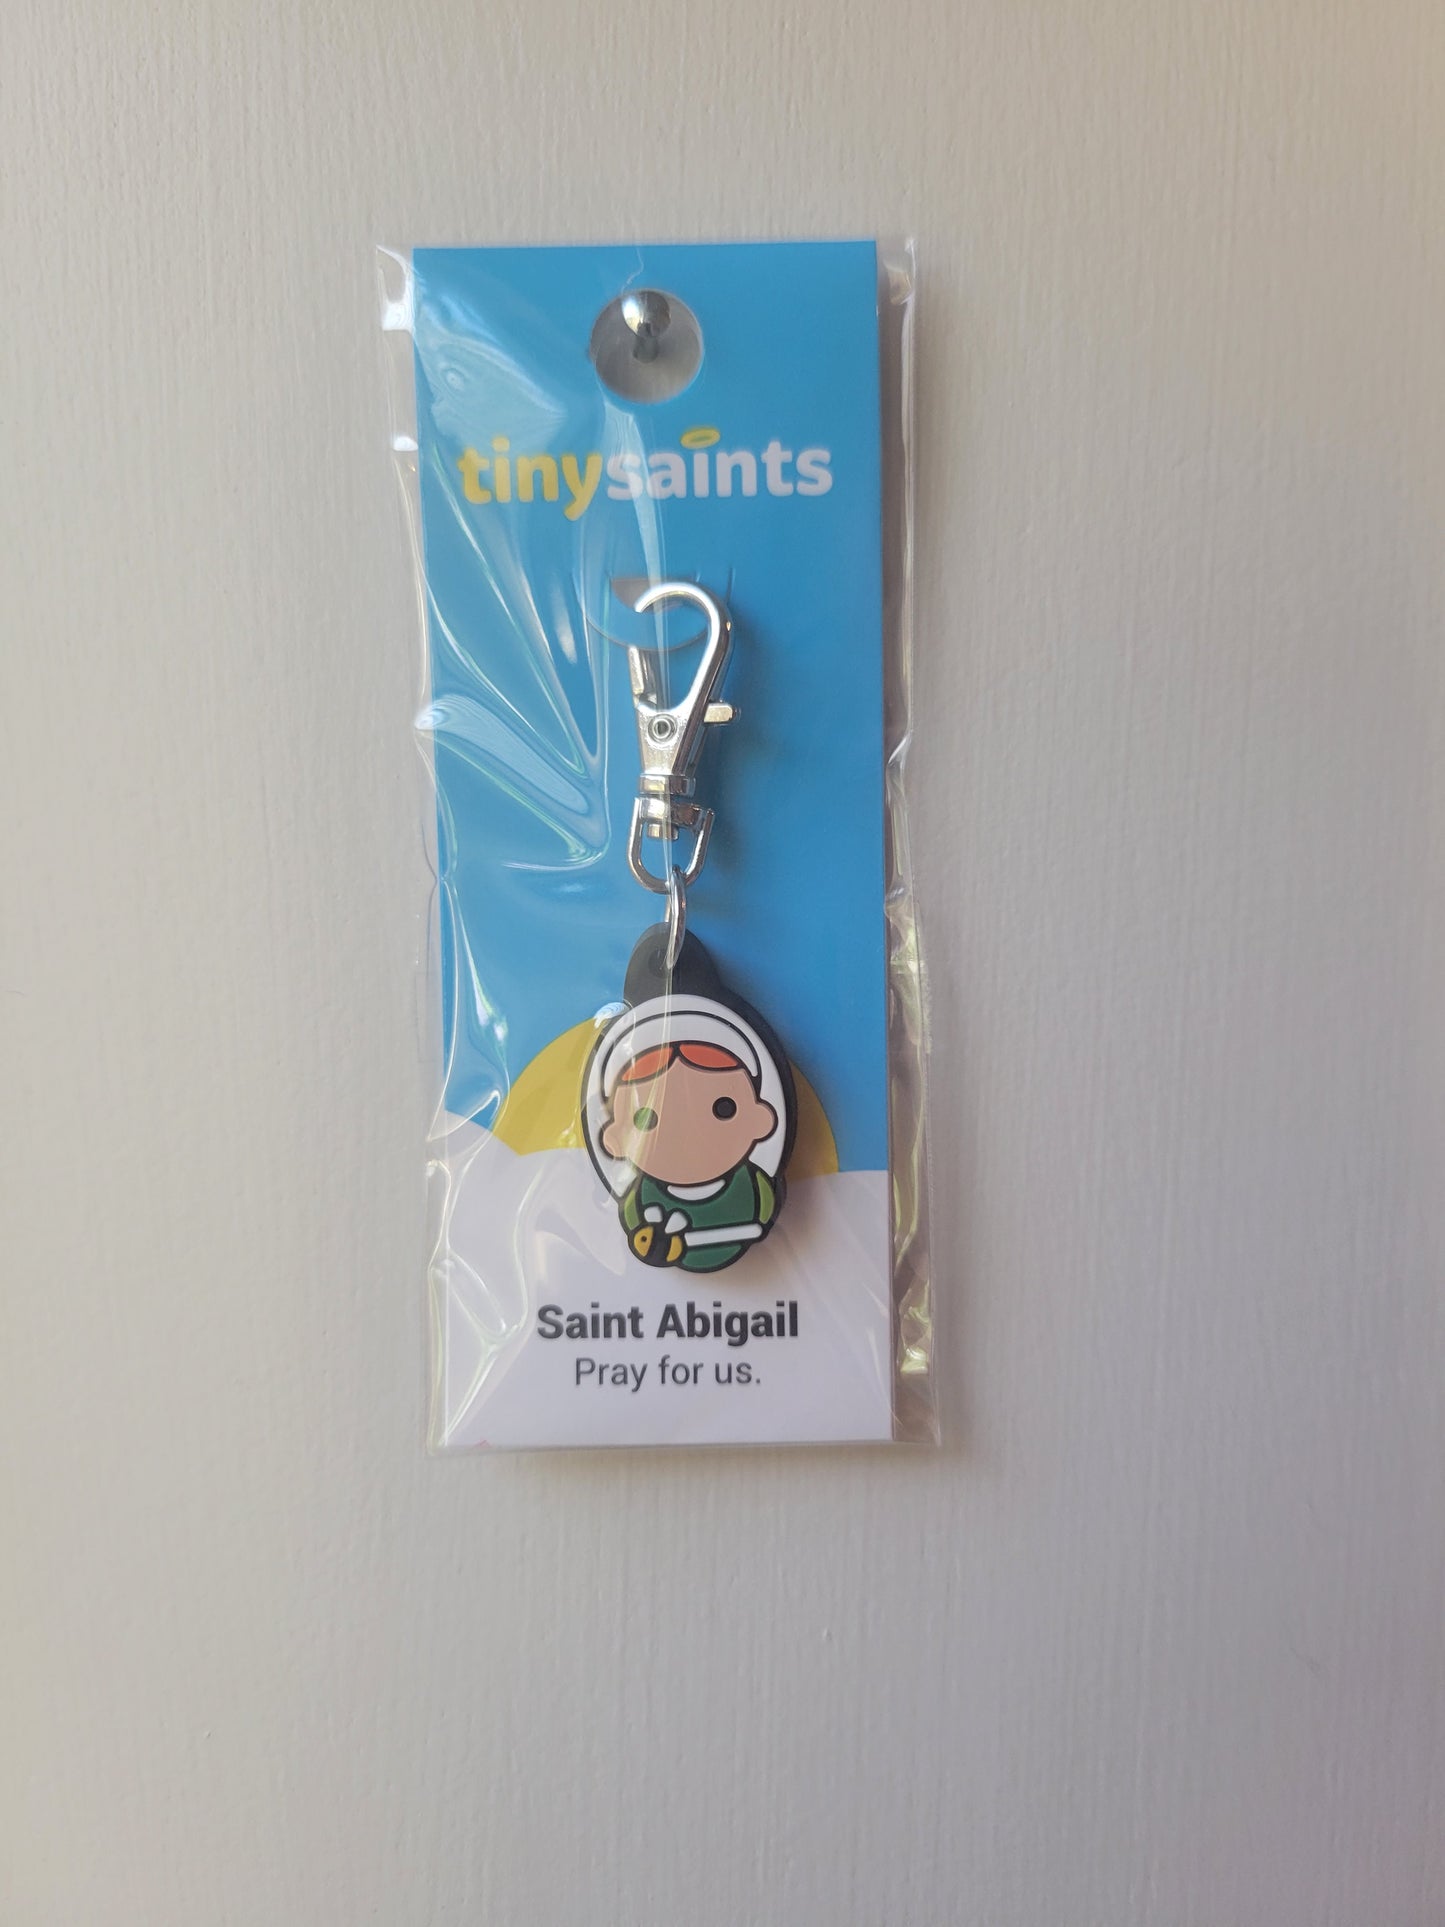 tinysaints
Saint Abigail
Pray for us.